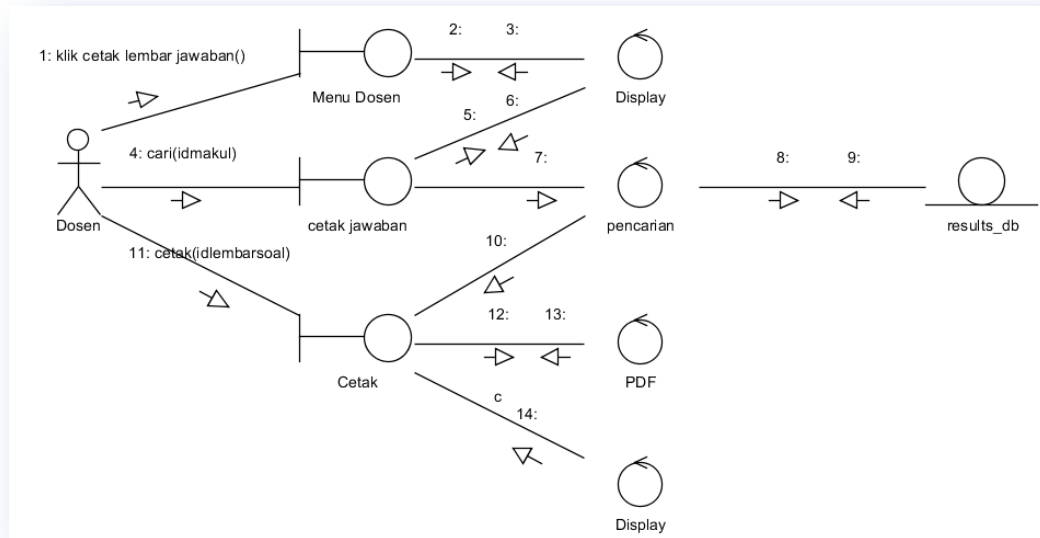 2:
3:
1: klik cetak lembar jawaban()
Menu Dosen
Display
6:
5:
4: cari(idmakul)
7:
8:
9:
Dosen
cetak jawaban
pencarian
results_db
10:
11: cetak(idlembarsoal)
12:
13:
Cetak
PDF
c
14:
Display